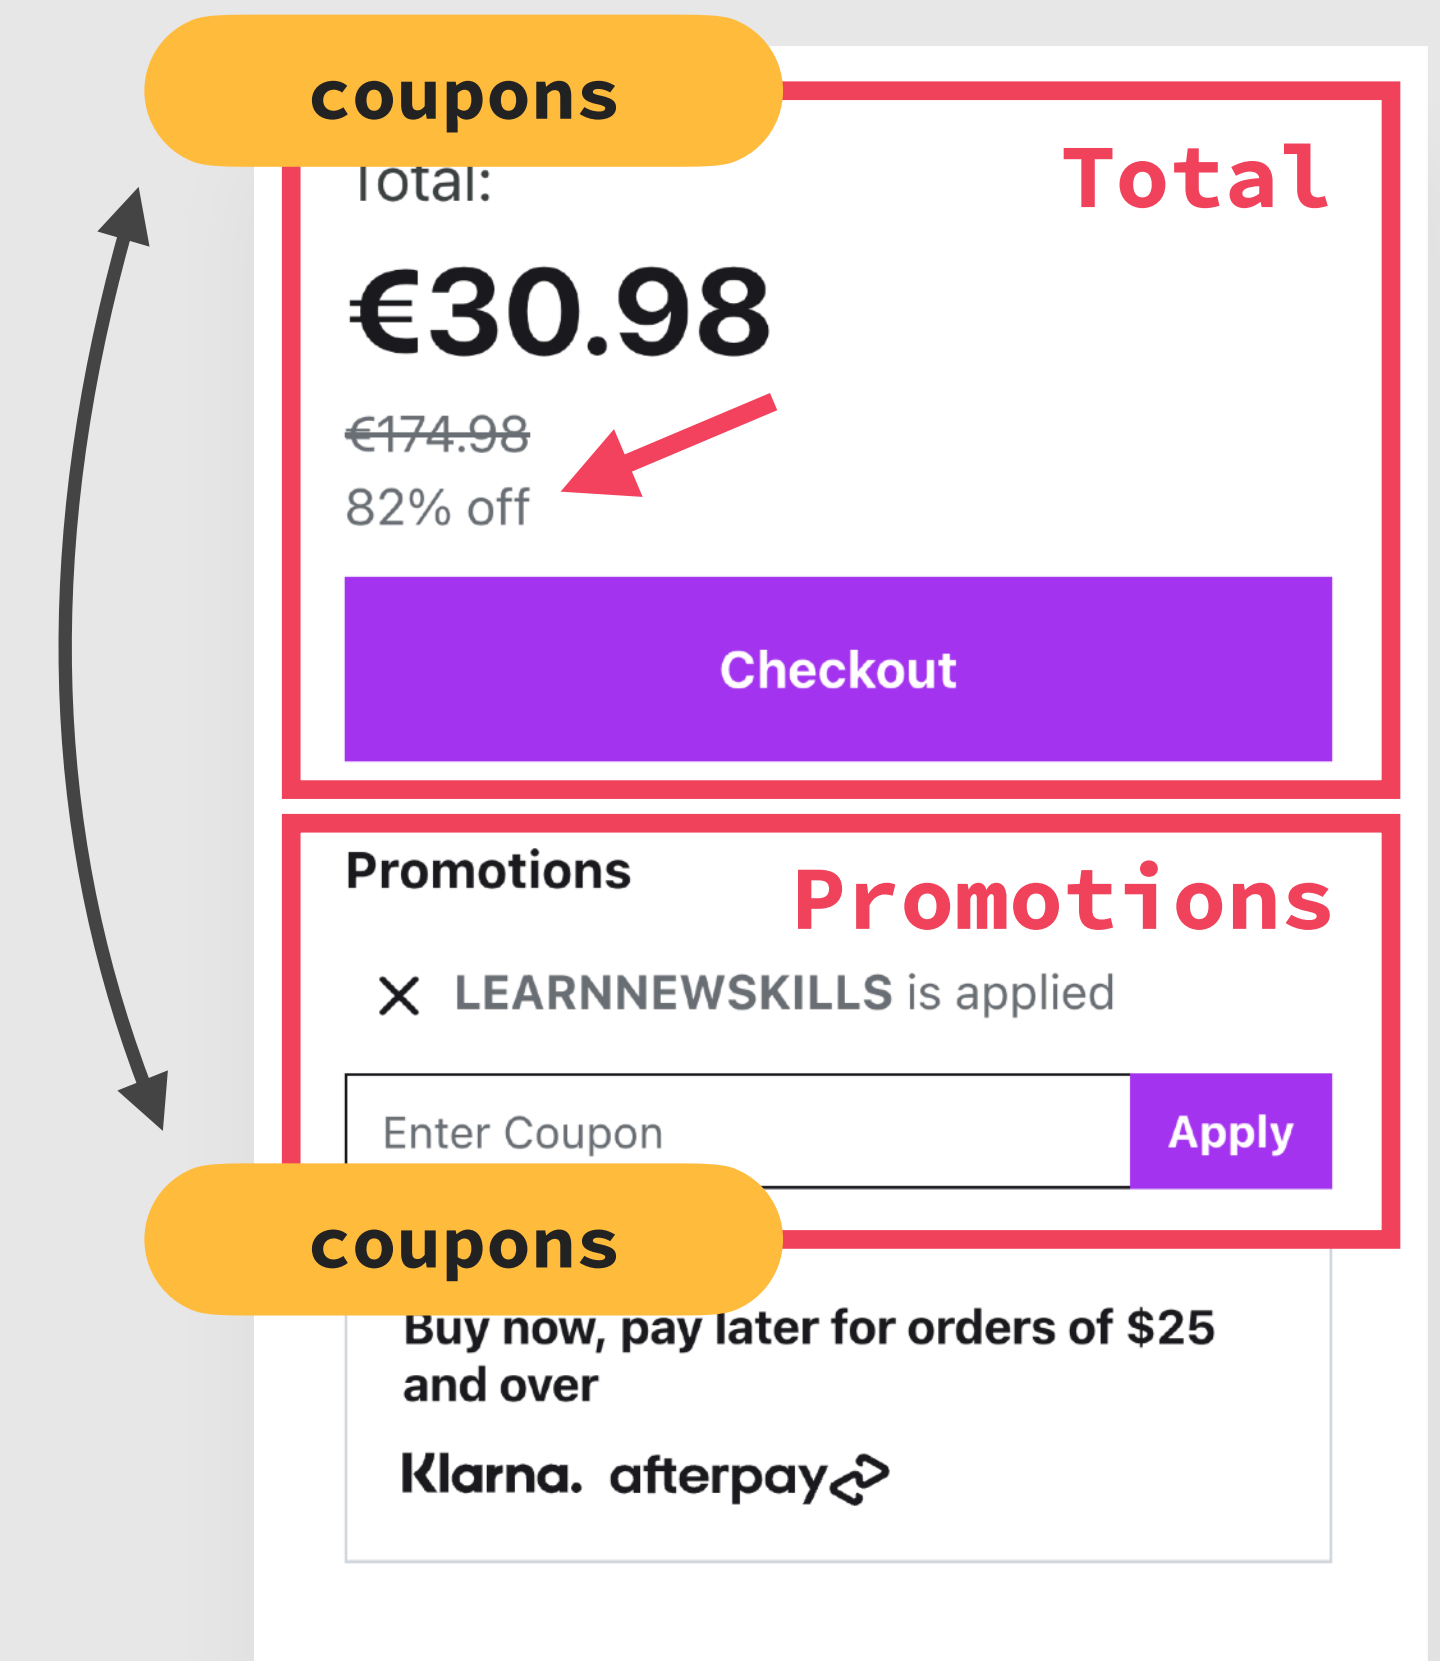 coupons
Total
Total:
€30.98
€174.98
82% off
Checkout
Promotions
Promotions
LEARNNEWSKILLS is applied
Enter Coupon
Apply
coupons
Buy now, pay later for orders of $25
and over
Klarna. afterpay